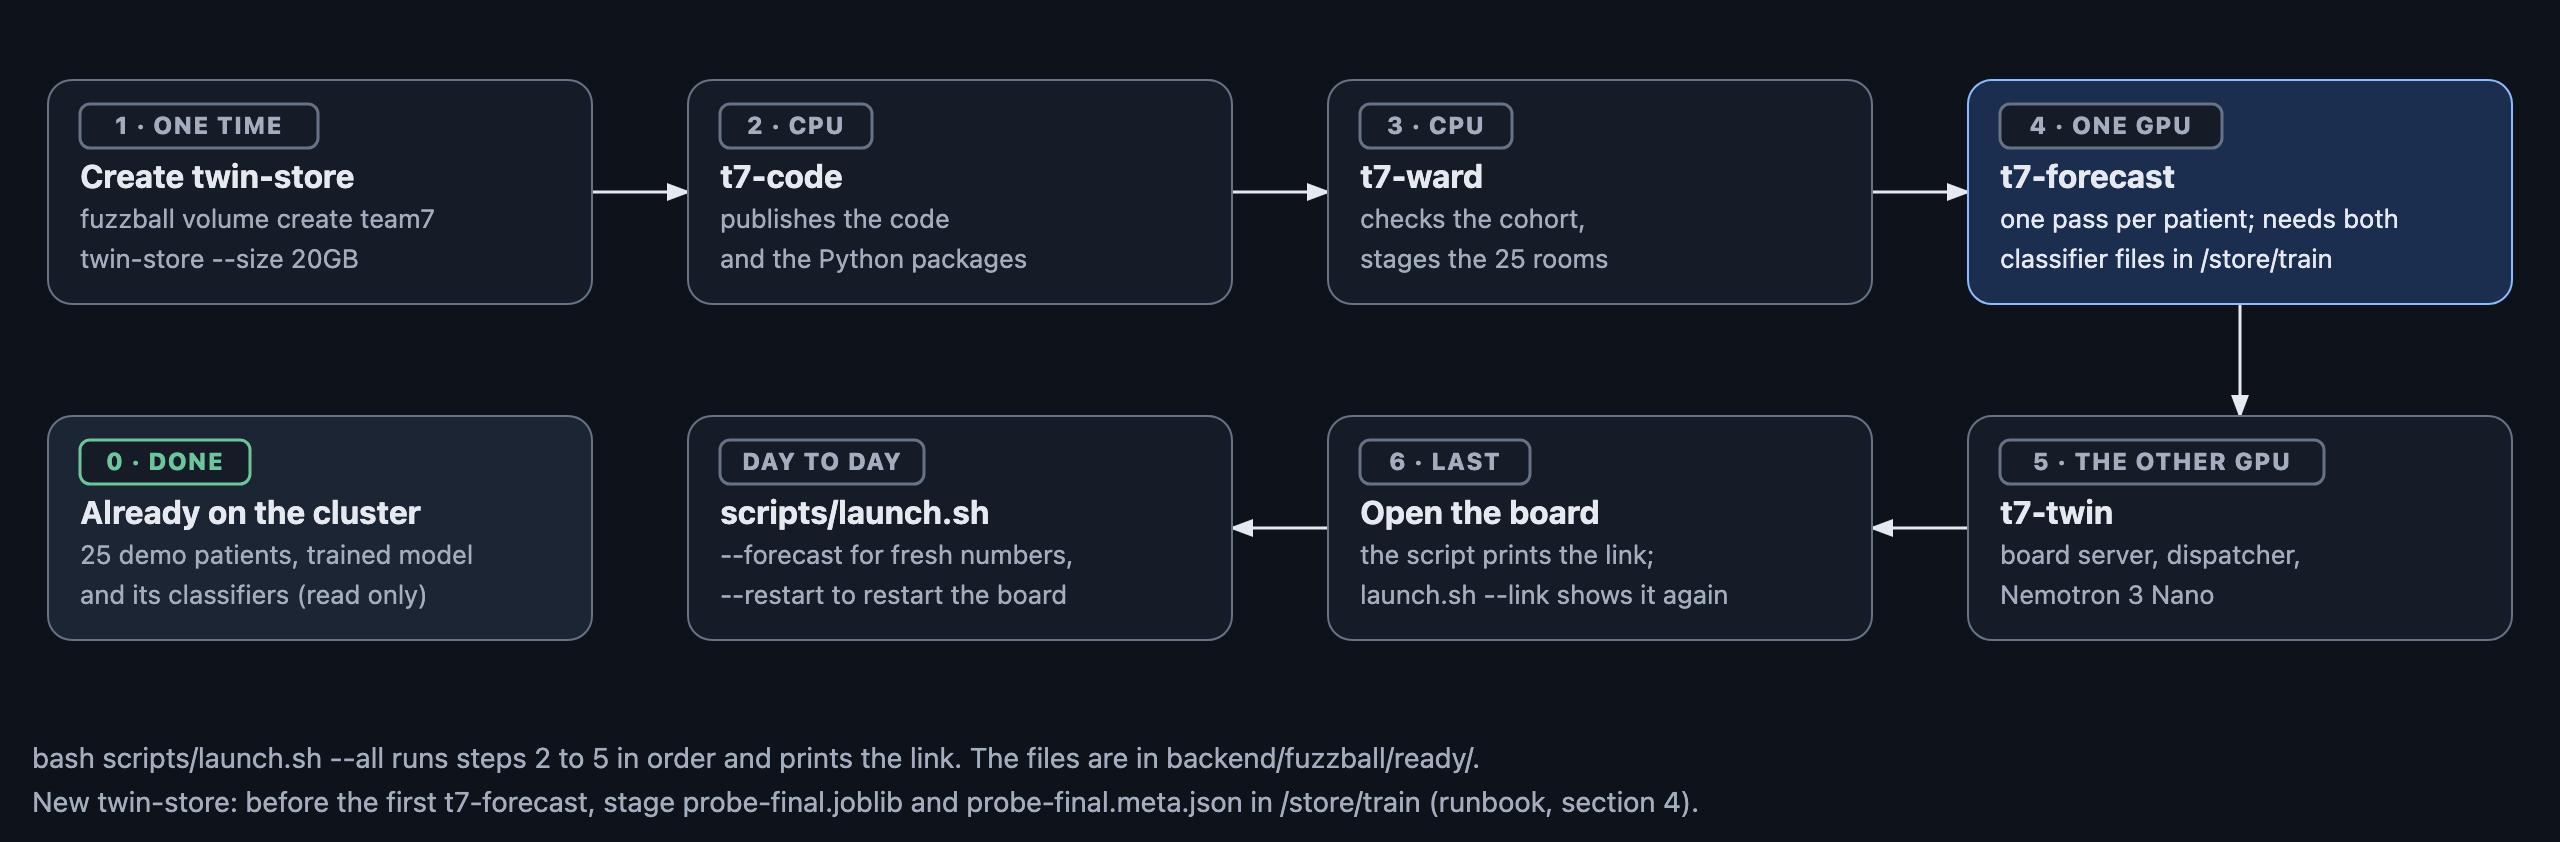 1 · ONE TIME
Create twin-store
fuzzball volume create team7
twin-store --size 20GB
2 · CPU
t7-code
publishes the code
and the Python packages
3 · CPU
t7-ward
checks the cohort,
stages the 25 rooms
4 · ONE GPU
t7-forecast
one pass per patient; needs both
classifier files in /store/train
0 · DONE
Already on the cluster
25 demo patients, trained model
and its classifiers (read only)
DAY TO DAY
scripts/launch.sh
--forecast for fresh numbers,
--restart to restart the board
6 · LAST
Open the board
the script prints the link;
launch.sh --link shows it again
5 · THE OTHER GPU
t7-twin
board server, dispatcher,
Nemotron 3 Nano
bash scripts/launch.sh --all runs steps 2 to 5 in order and prints the link. The files are in backend/fuzzball/ready/.
New twin-store: before the first t7-forecast, stage probe-final.joblib and probe-final.meta.json in /store/train (runbook, section 4).